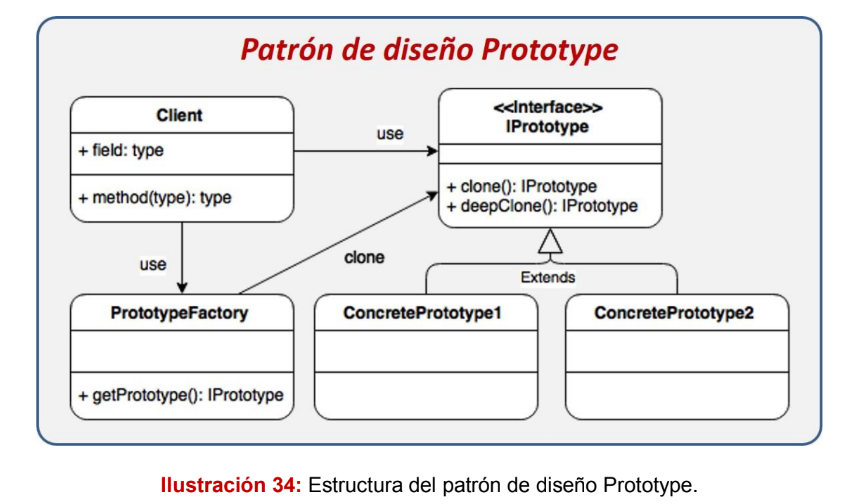 Patrón de diseño Prototype
Client
+ field: type
+ method(type): type
use
<<Interface>>
IPrototype
+ clone(): IPrototype
+ deepClone(): IPrototype
use
clone
Extends
PrototypeFactory
+ getPrototype(): IPrototype
ConcretePrototype1
ConcretePrototype2
Ilustración 34: Estructura del patrón de diseño Prototype.